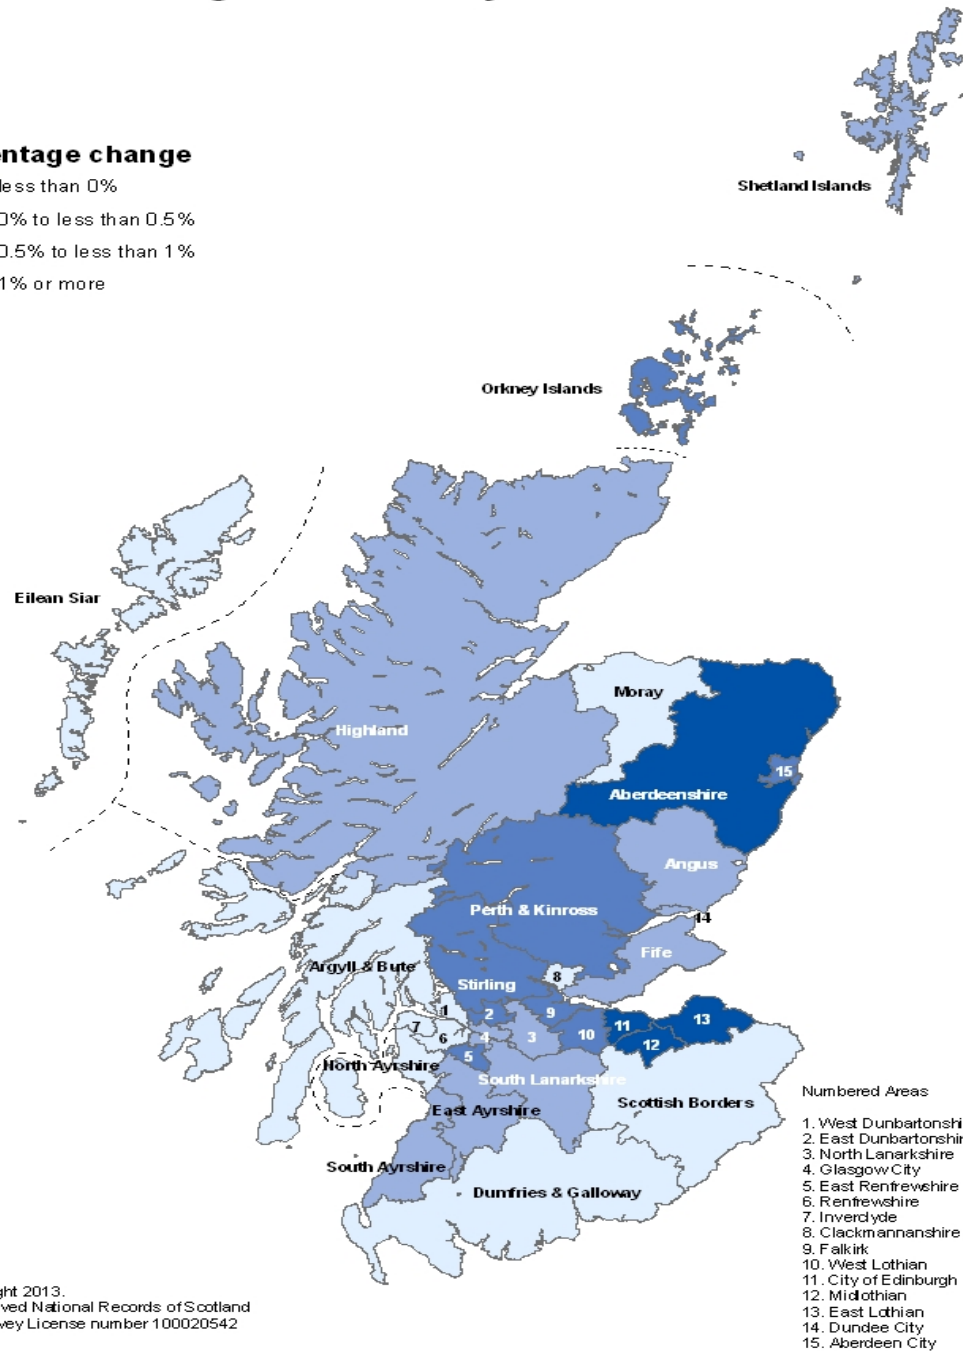 entage change
less than 0%
0% to less than 0.5%
0.5% to less than 1%
1% or more
Shetland Islands
Orkney Islands
Eilean Siar
Moray
Highland
15
Aberdeenshire
Angus
Perth & Kinross
14
Fife
Argyll & Bute
8
Stirling
1
2
9
13
7
11
6
4
3
10
12
5
North Ayrshire
South Lanarkshire
Scottish Borders
East Ayrshire
South Ayrshire
Dumfries & Galloway
Numbered Areas
1. West Dunbartonshi
2. East Dunbartonshir
3. North Lanarkshire
4. Glasgow City
5. East Renfrewshire
6. Renfrewshire
7. Inverclyde
8. Clackmannanshire
9. Falkirk
10. West Lothian
11. City of Edinburgh
12. Midlothian
13. East Lothian
14. Dundee City
15. Aberdeen City
ght 2013.
ved National Records of Scotland
vey License number 100020542